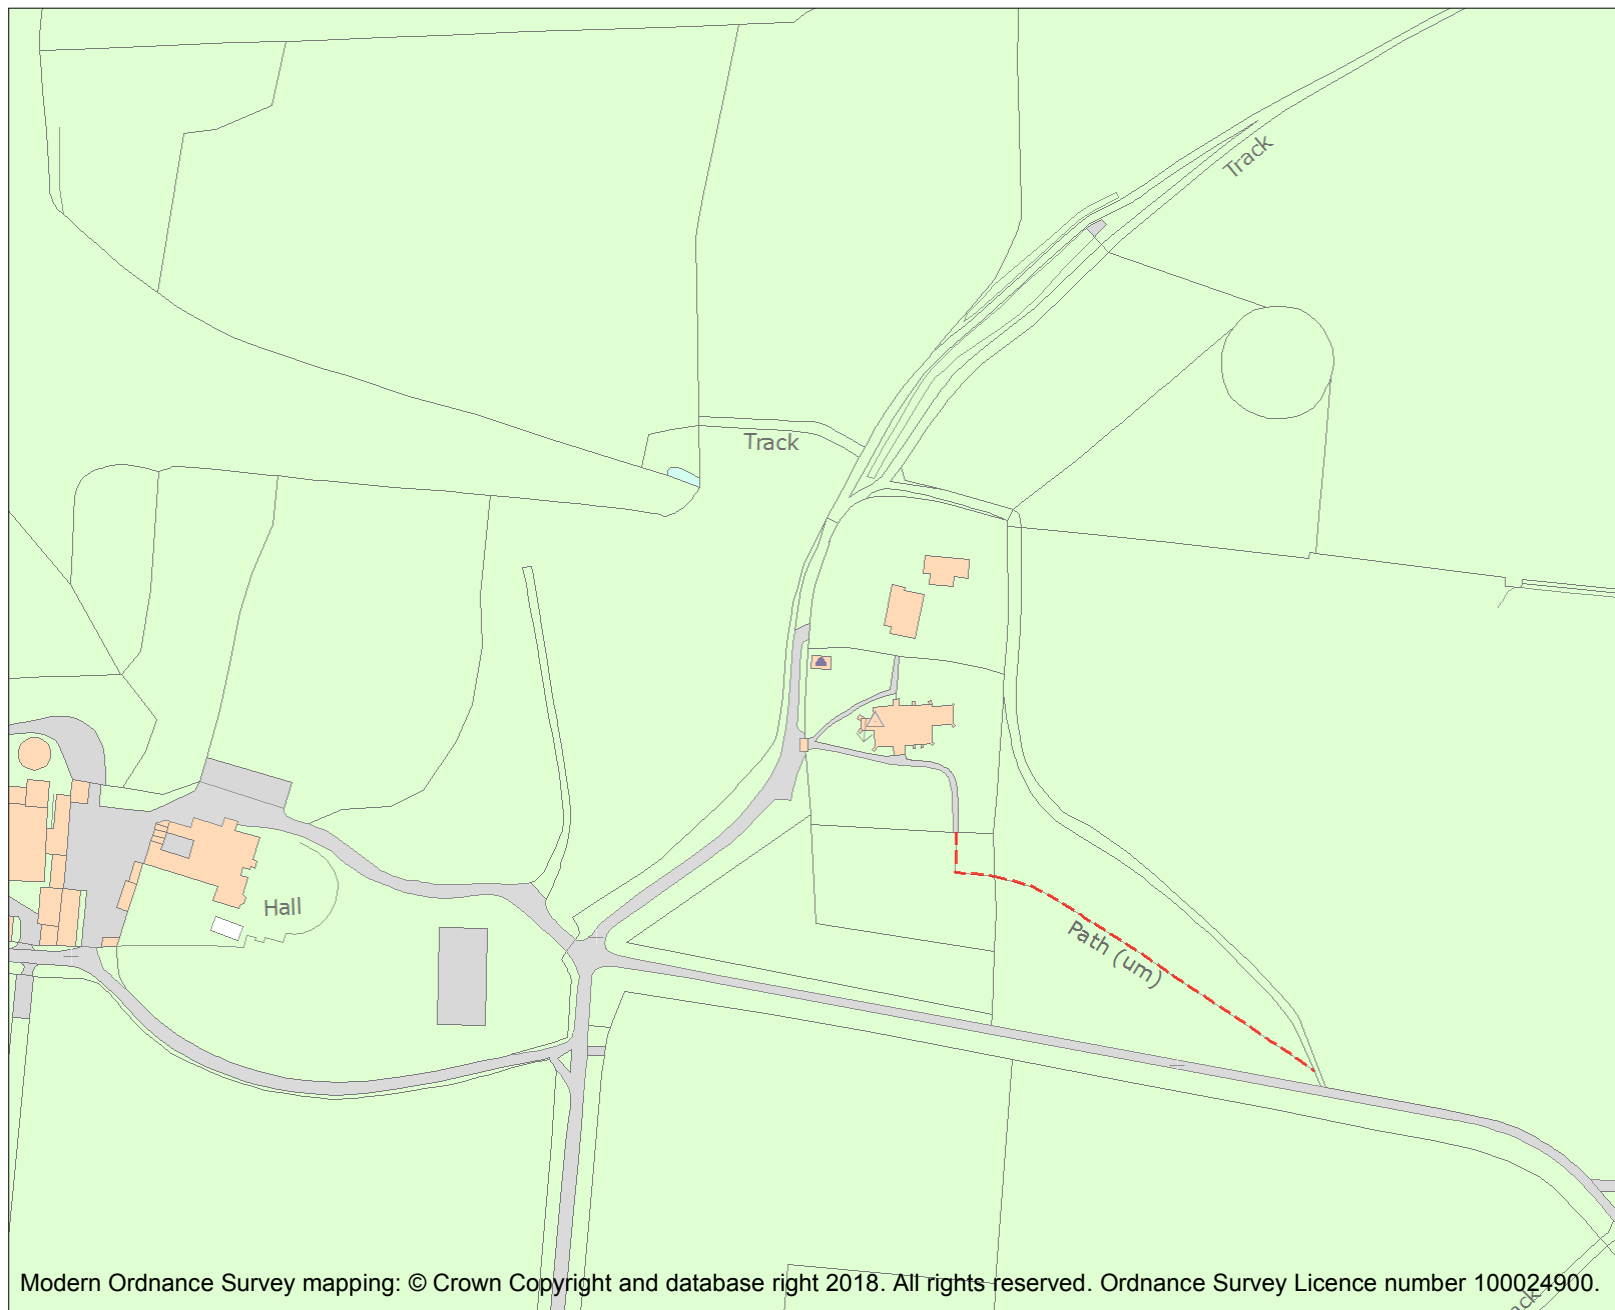 Track
Track
Hall
Path (um)
Modern Ordnance Survey mapping: © Crown Copyright and database right 2018. All rights reserved. Ordnance Survey Licence number 100024900.